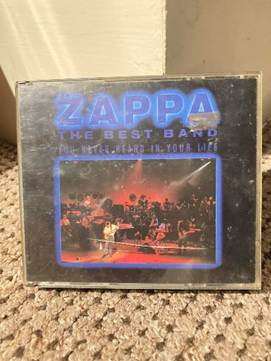 ZAPPA
THE BEST BAND
YOU NEVER HEARD IN YOUR LIFE